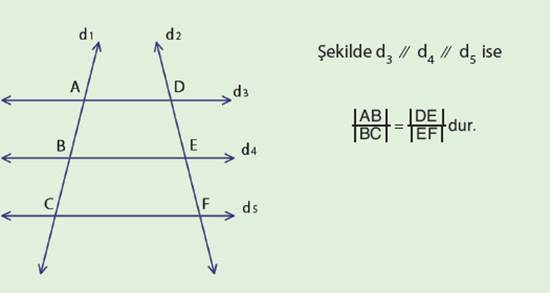 d1 d2
A D d3
B E d4
C F d5
Şekilde d3 // d4 // d5 ise
|AB| / |BC| = |DE| / |EF| dur.